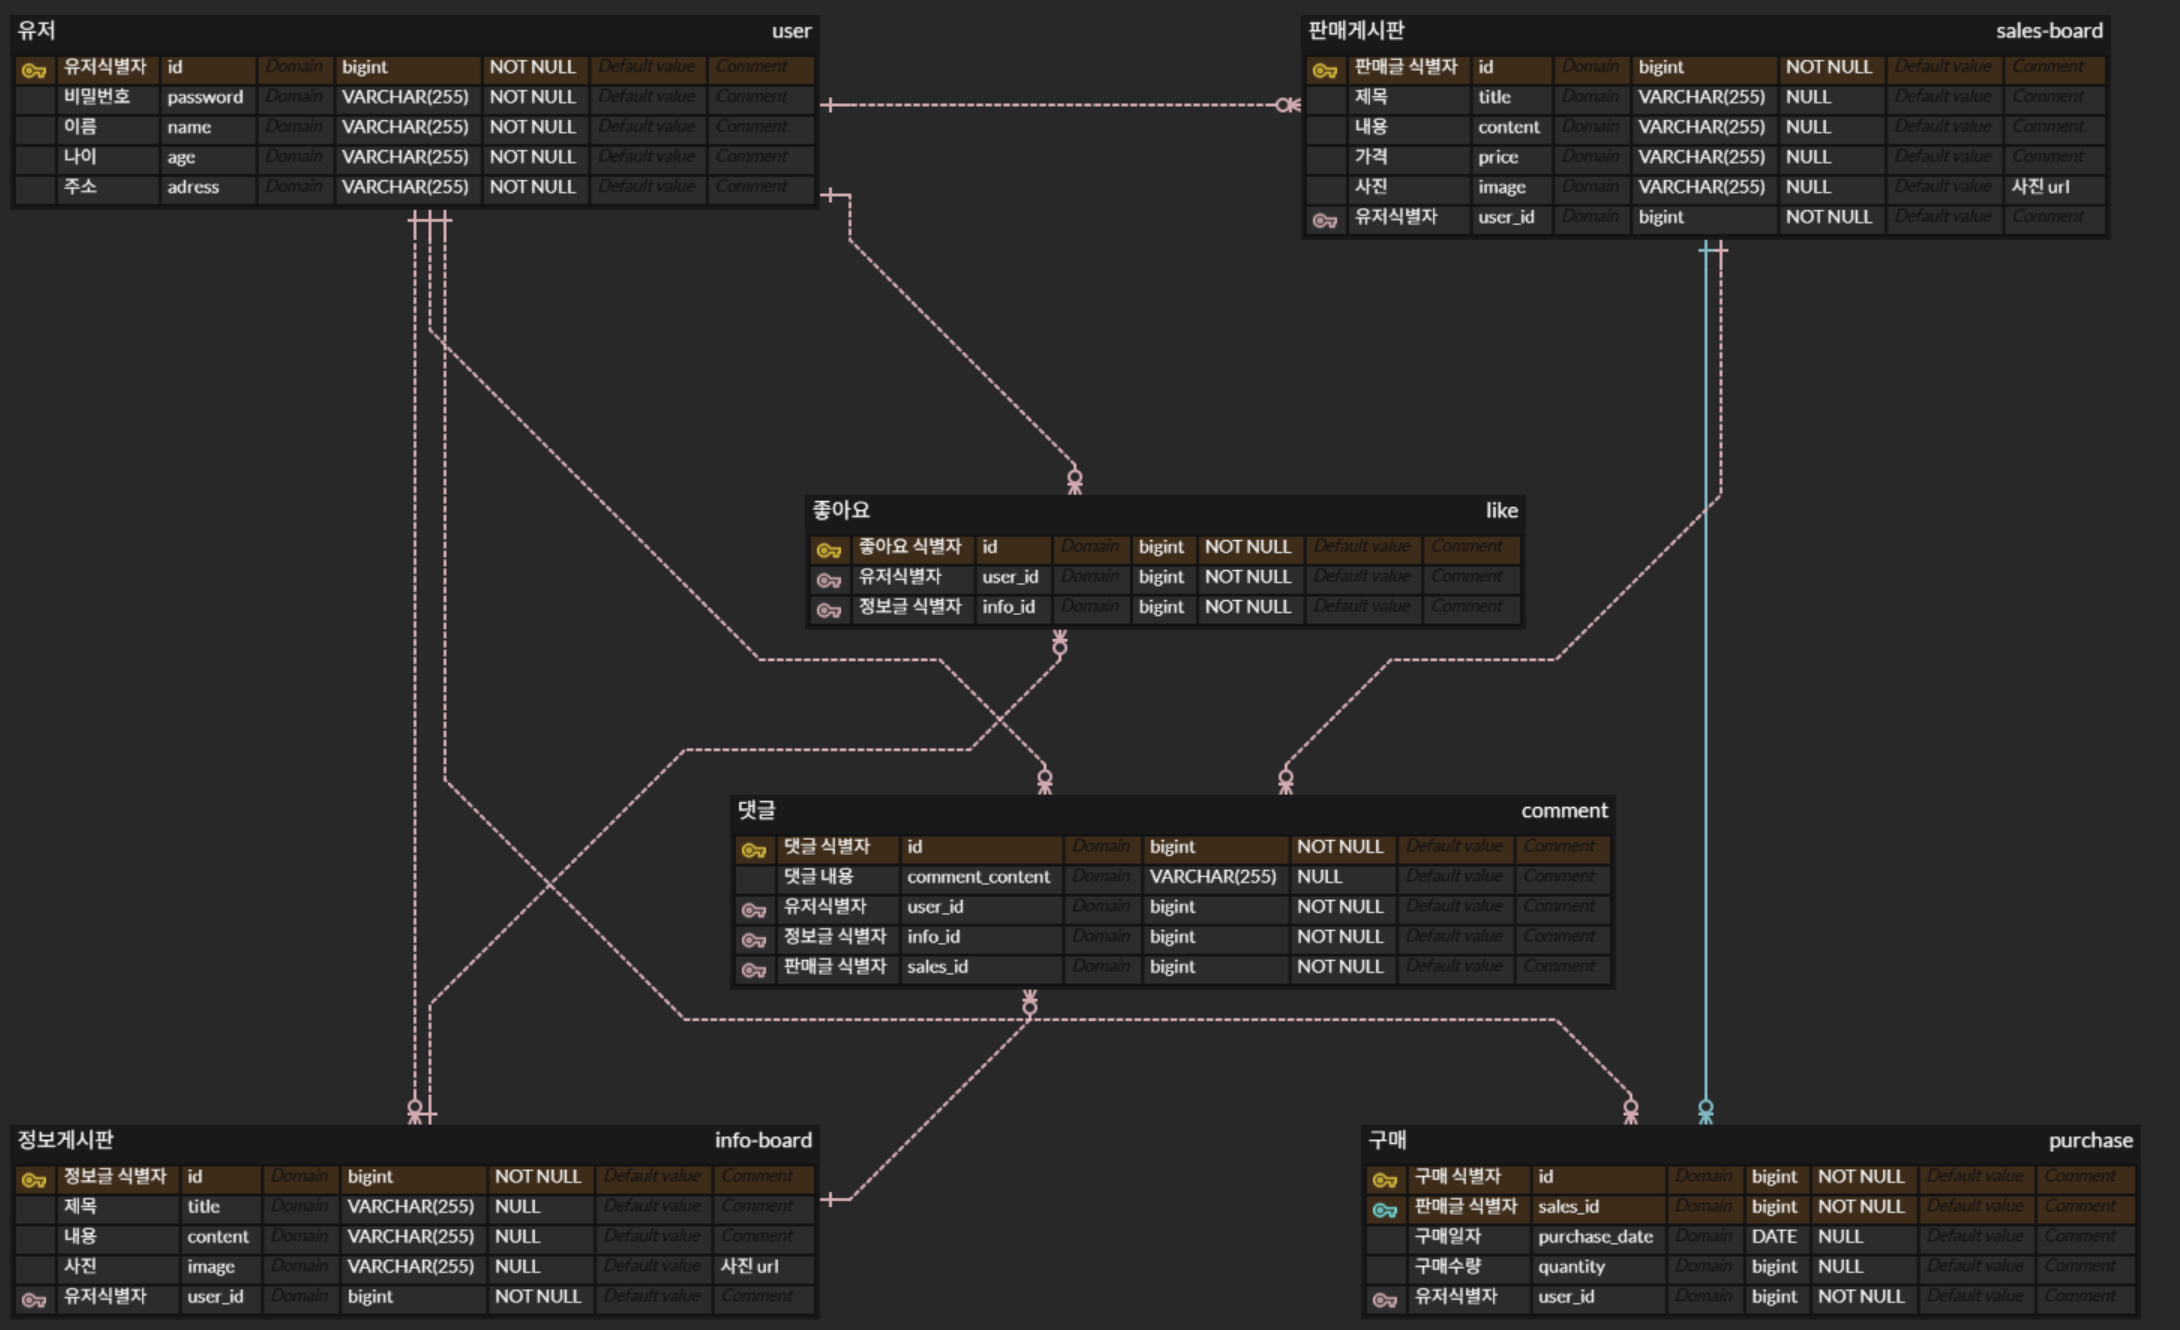 유저 user
유저식별자 id Domain bigint NOT NULL Default value Comment
비밀번호 password Domain VARCHAR(255) NOT NULL Default value Comment
이름 name Domain VARCHAR(255) NOT NULL Default value Comment
나이 age Domain VARCHAR(255) NOT NULL Default value Comment
주소 adress Domain VARCHAR(255) NOT NULL Default value Comment
판매게시판 sales-board
판매글 식별자 id Domain bigint NOT NULL Default value Comment
제목 title Domain VARCHAR(255) NULL Default value Comment
내용 content Domain VARCHAR(255) NULL Default value Comment
가격 price Domain VARCHAR(255) NULL Default value Comment
사진 image Domain VARCHAR(255) NULL Default value 사진 url
유저식별자 user_id Domain bigint NOT NULL Default value Comment
좋아요 like
좋아요 식별자 id Domain bigint NOT NULL Default value Comment
유저식별자 user_id Domain bigint NOT NULL Default value Comment
정보글 식별자 info_id Domain bigint NOT NULL Default value Comment
댓글 comment
댓글 식별자 id Domain bigint NOT NULL Default value Comment
댓글 내용 comment_content Domain VARCHAR(255) NULL Default value Comment
유저식별자 user_id Domain bigint NOT NULL Default value Comment
정보글 식별자 info_id Domain bigint NOT NULL Default value Comment
판매글 식별자 sales_id Domain bigint NOT NULL Default value Comment
정보게시판 info-board
정보글 식별자 id Domain bigint NOT NULL Default value Comment
제목 title Domain VARCHAR(255) NULL Default value Comment
내용 content Domain VARCHAR(255) NULL Default value Comment
사진 image Domain VARCHAR(255) NULL Default value 사진 url
유저식별자 user_id Domain bigint NOT NULL Default value Comment
구매 purchase
구매 식별자 id Domain bigint NOT NULL Default value Comment
판매글 식별자 sales_id Domain bigint NOT NULL Default value Comment
구매일자 purchase_date Domain DATE NULL Default value Comment
구매수량 quantity Domain bigint NULL Default value Comment
유저식별자 user_id Domain bigint NOT NULL Default value Comment